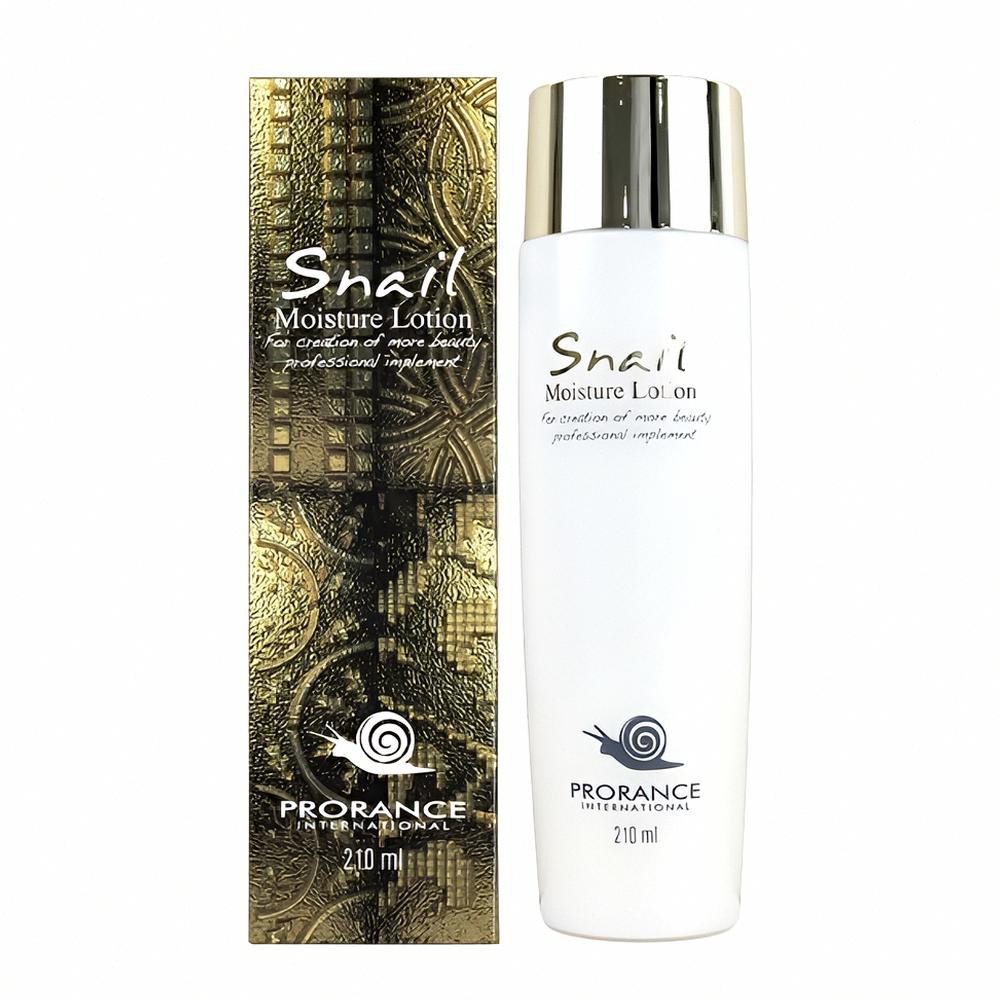 Snail
Moisture Lotion
For creation of more beauty
professional implement
PRORANCE
INTERNATIONAL
210 ml
Snail
Moisture Lotion
For creation of more beauty
professional implement
PRORANCE
INTERNATIONAL
210 ml